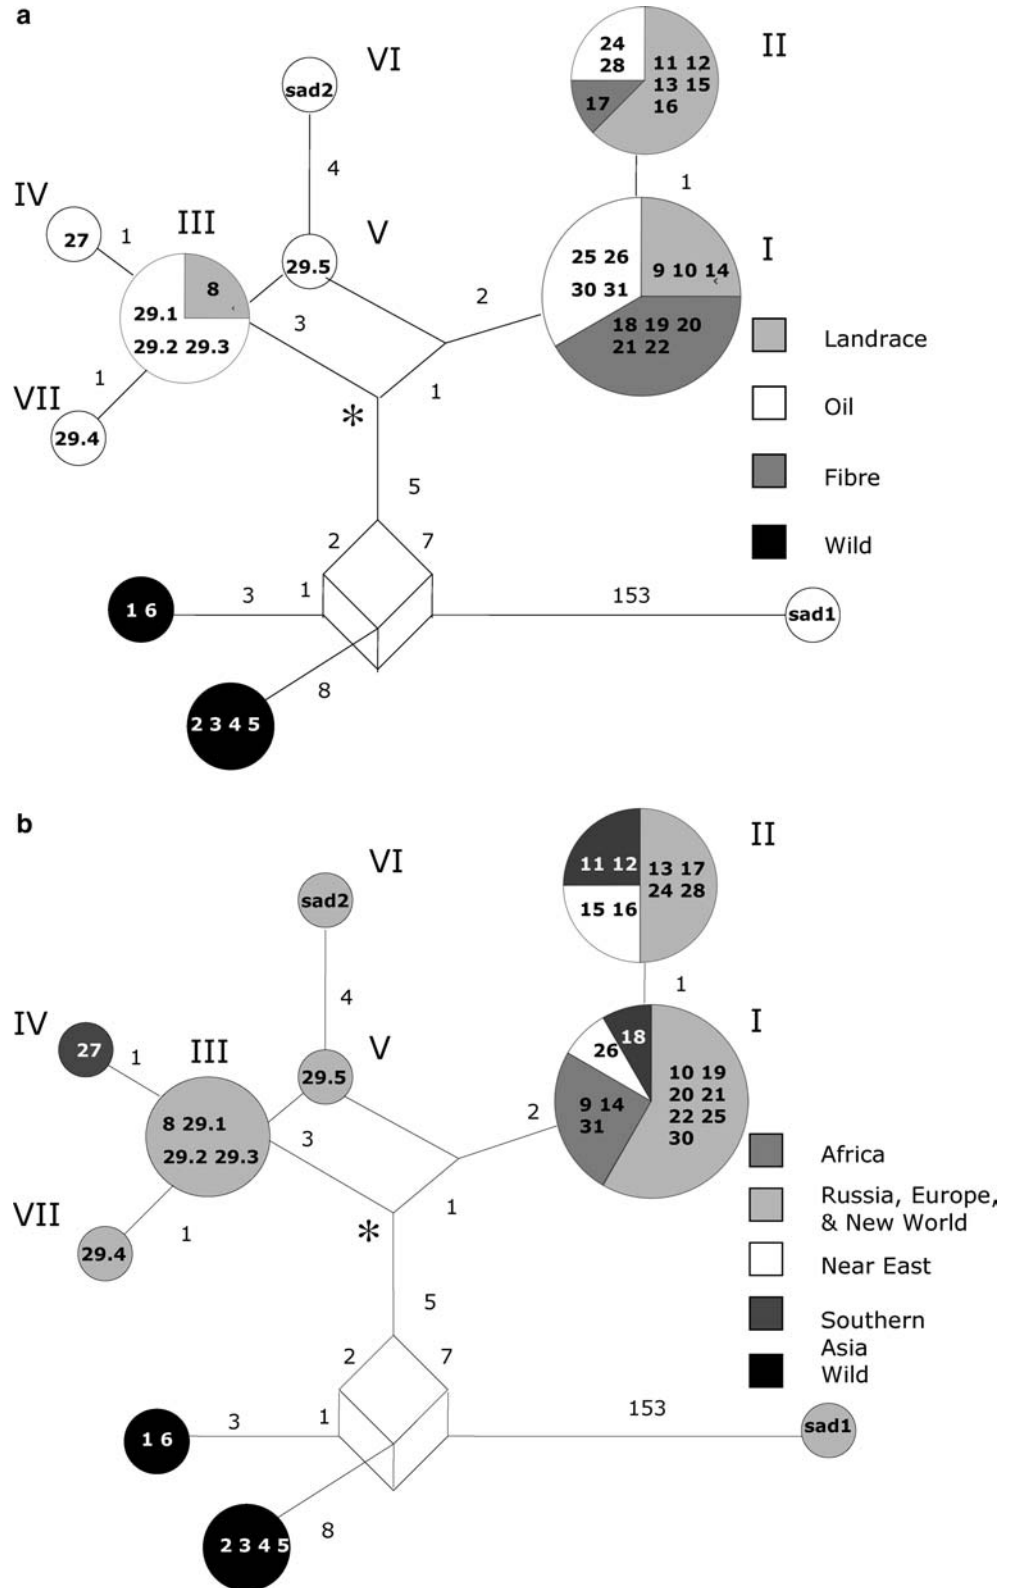 a
VI
sad2
4
V
29.5
IV
27
1
III
8
29.1
29.2 29.3
3
1
VII
29.4
II
24
28
11 12
13 15
16
17
1
I
25 26
30 31
9 10 14
18 19 20
21 22
2
1
*
5
2
7
1
3
1 6
2 3 4 5
8
153
sad1
Landrace
Oil
Fibre
Wild
b
VI
sad2
4
V
29.5
IV
27
1
III
8 29.1
29.2 29.3
3
1
VII
29.4
II
11 12
13 17
24 28
15 16
1
I
18
26
10 19
20 21
22 25
30
9 14
31
2
1
*
5
2
7
1
3
1 6
2 3 4 5
8
153
sad1
Africa
Russia, Europe,
& New World
Near East
Southern
Asia
Wild